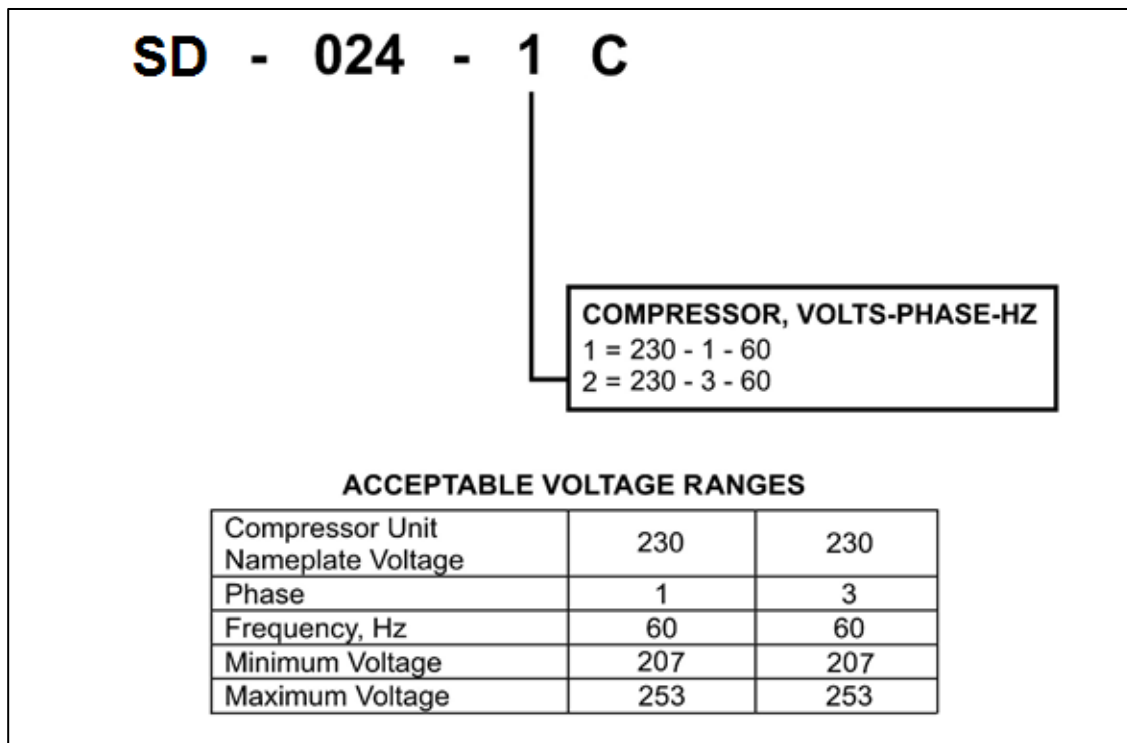 SD - 024 - 1 C
COMPRESSOR, VOLTS-PHASE-HZ
1 = 230 - 1 - 60
2 = 230 - 3 - 60
ACCEPTABLE VOLTAGE RANGES
Compressor Unit
Nameplate Voltage 230 230
Phase 1 3
Frequency, Hz 60 60
Minimum Voltage 207 207
Maximum Voltage 253 253